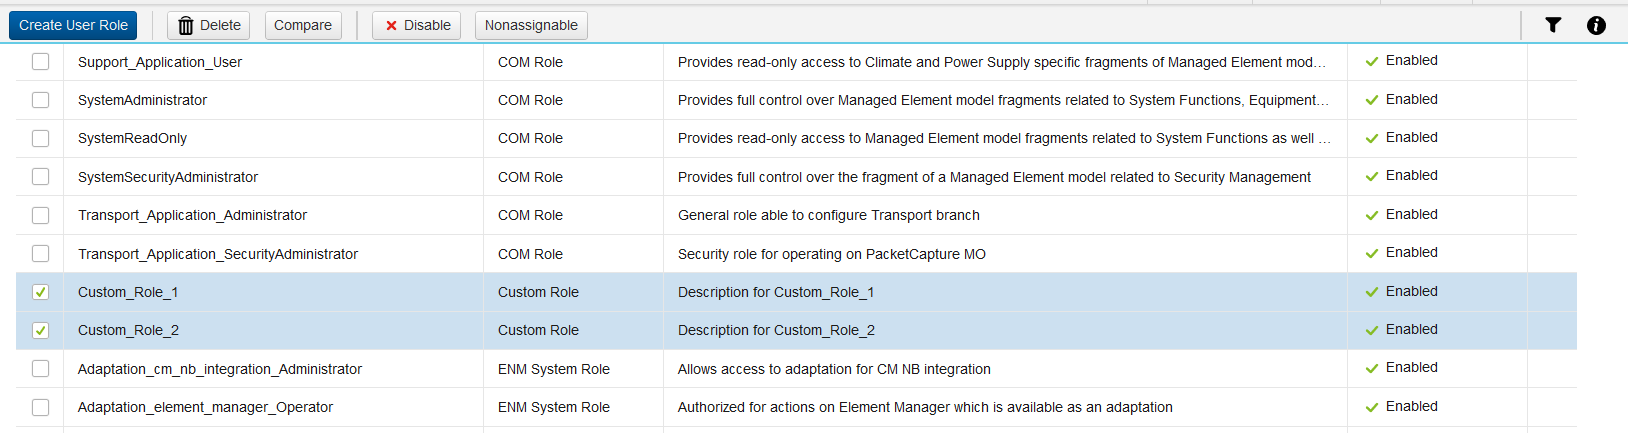 Create User Role Delete Compare Disable Nonassignable
Support_Application_User COM Role Provides read-only access to Climate and Power Supply specific fragments of Managed Element mod... Enabled
SystemAdministrator COM Role Provides full control over Managed Element model fragments related to System Functions, Equipment... Enabled
SystemReadOnly COM Role Provides read-only access to Managed Element model fragments related to System Functions as well ... Enabled
SystemSecurityAdministrator COM Role Provides full control over the fragment of a Managed Element model related to Security Management Enabled
Transport_Application_Administrator COM Role General role able to configure Transport branch Enabled
Transport_Application_SecurityAdministrator COM Role Security role for operating on PacketCapture MO Enabled
Custom_Role_1 Custom Role Description for Custom_Role_1 Enabled
Custom_Role_2 Custom Role Description for Custom_Role_2 Enabled
Adaptation_cm_nb_integration_Administrator ENM System Role Allows access to adaptation for CM NB integration Enabled
Adaptation_element_manager_Operator ENM System Role Authorized for actions on Element Manager which is available as an adaptation Enabled